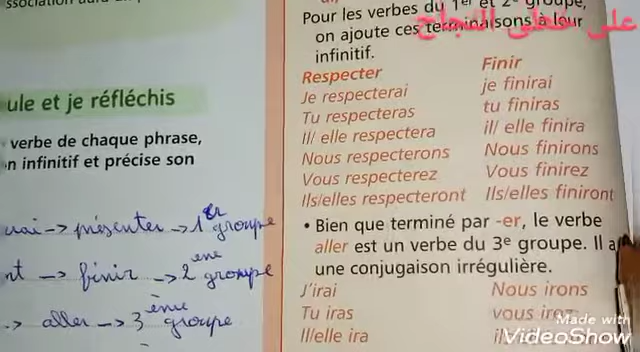 ule et je réfléchis
verbe de chaque phrase,
n infinitif et précise son
uai -> présenter -> 1er groupe
nt -> finir -> 2ème groupe
-> aller -> 3ème groupe
Pour les verbes du 1er et 2e groupe,
on ajoute ces terminaisons à leur
infinitif.
Respecter
Je respecterai
Tu respecteras
Il/ elle respectera
Nous respecterons
Vous respecterez
Ils/elles respecteront
Finir
je finirai
tu finiras
il/ elle finira
Nous finirons
Vous finirez
Ils/elles finiront
• Bien que terminé par -er, le verbe
aller est un verbe du 3e groupe. Il a
une conjugaison irrégulière.
J'irai
Tu iras
Il/elle ira
Nous irons
vous irez
على خطى النجاح
Made with
VideoShow